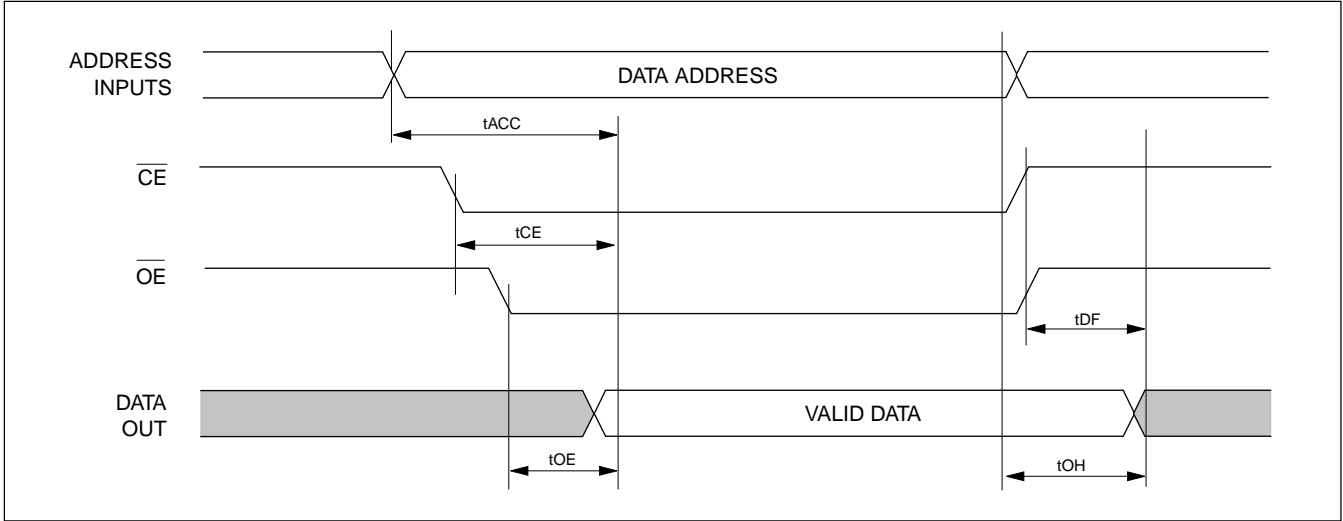 ADDRESS
INPUTS
DATA ADDRESS
tACC
CE
tCE
OE
tDF
DATA
OUT
VALID DATA
tOE
tOH